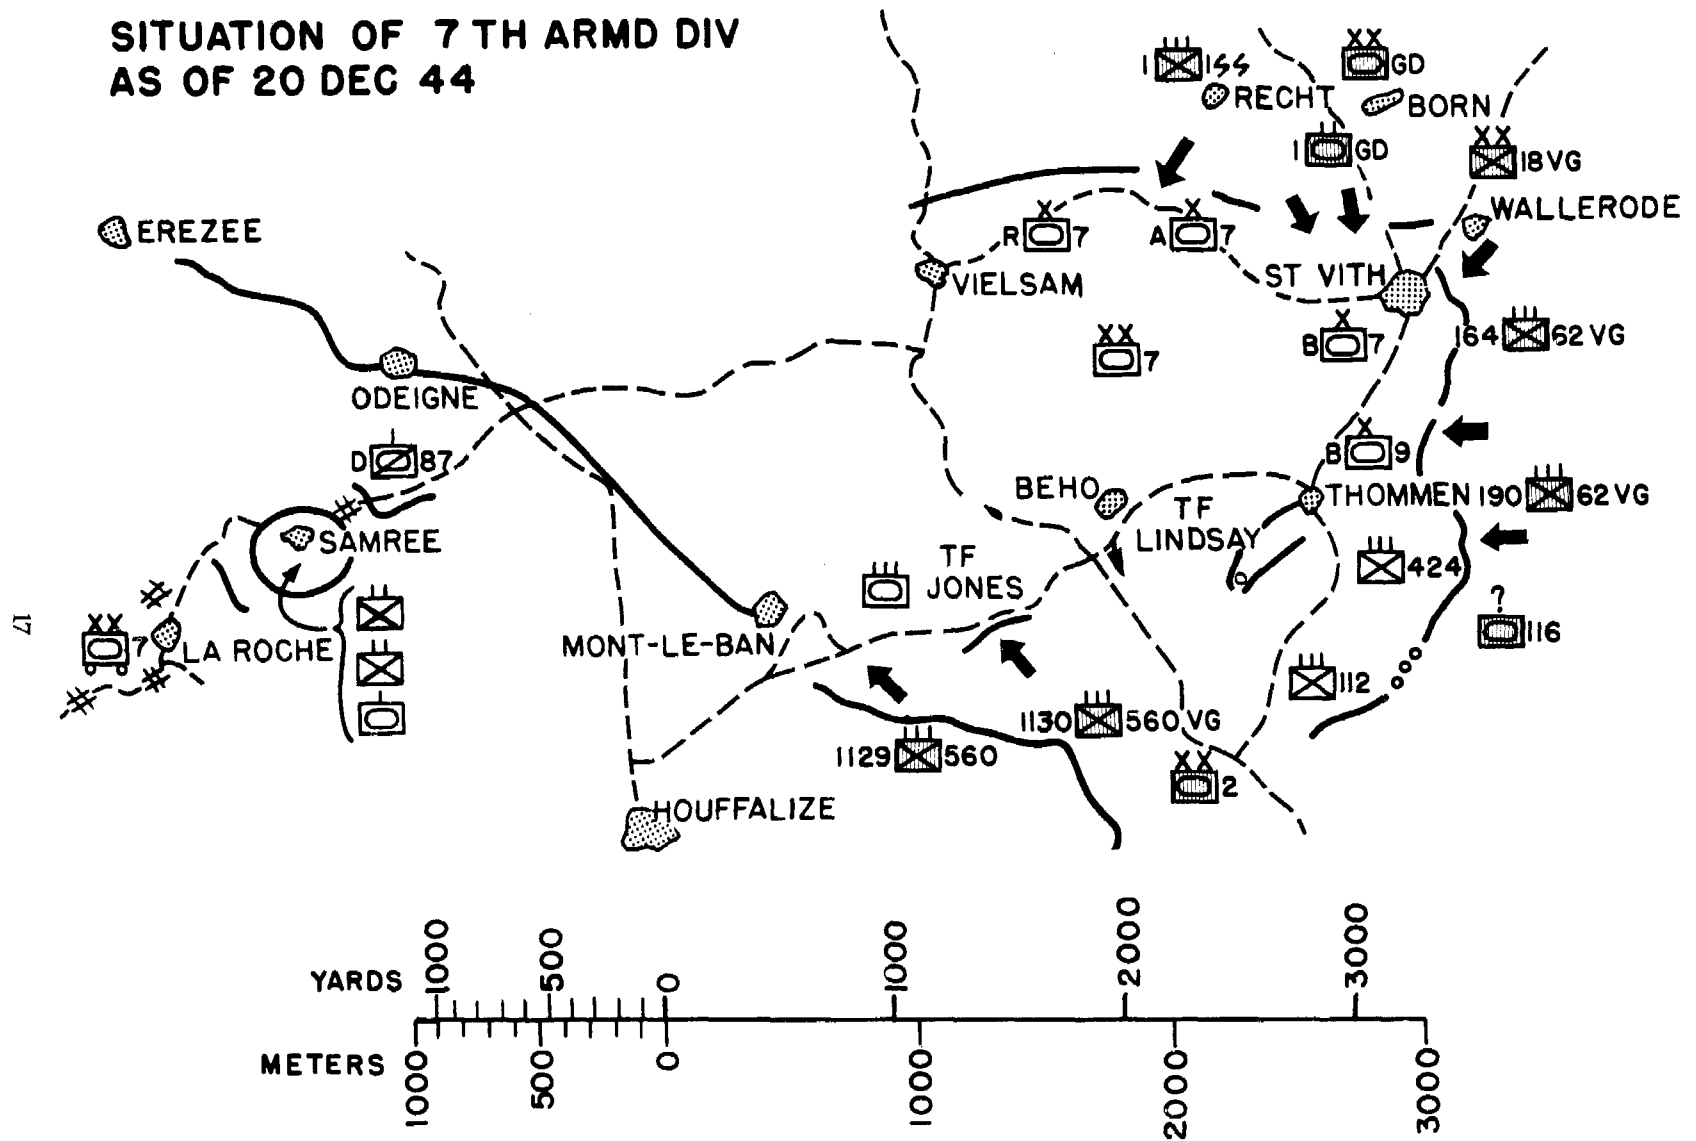 SITUATION OF 7 TH ARMD DIV
AS OF 20 DEC 44
1 1SS
GD
RECHT
BORN
1 GD
18 VG
WALLERODE
EREZEE
R 7
A 7
ST VITH
VIELSAM
164 62 VG
B 7
7
ODEIGNE
D 87
B 9
BEHO
THOMMEN
190 62 VG
TF
LINDSAY
SAMREE
TF
JONES
424
?
116
17
7
LA ROCHE
MONT-LE-BAN
112
1130 560 VG
1129 560
2
HOUFFALIZE
YARDS
1000 500 0 1000 2000 3000
METERS
1000 500 0 1000 2000 3000